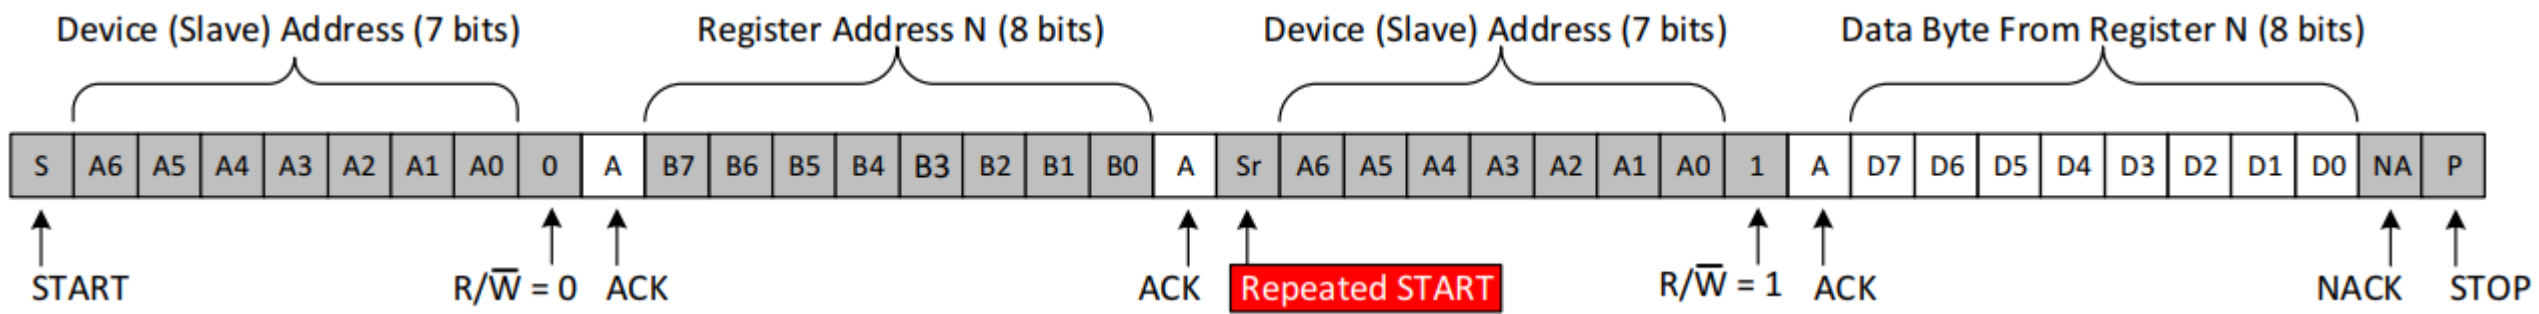 Device (Slave) Address (7 bits) Register Address N (8 bits) Device (Slave) Address (7 bits) Data Byte From Register N (8 bits)
S A6 A5 A4 A3 A2 A1 A0 0 A B7 B6 B5 B4 B3 B2 B1 B0 A Sr A6 A5 A4 A3 A2 A1 A0 1 A D7 D6 D5 D4 D3 D2 D1 D0 NA P
START R/W̅ = 0 ACK ACK Repeated START R/W̅ = 1 ACK NACK STOP